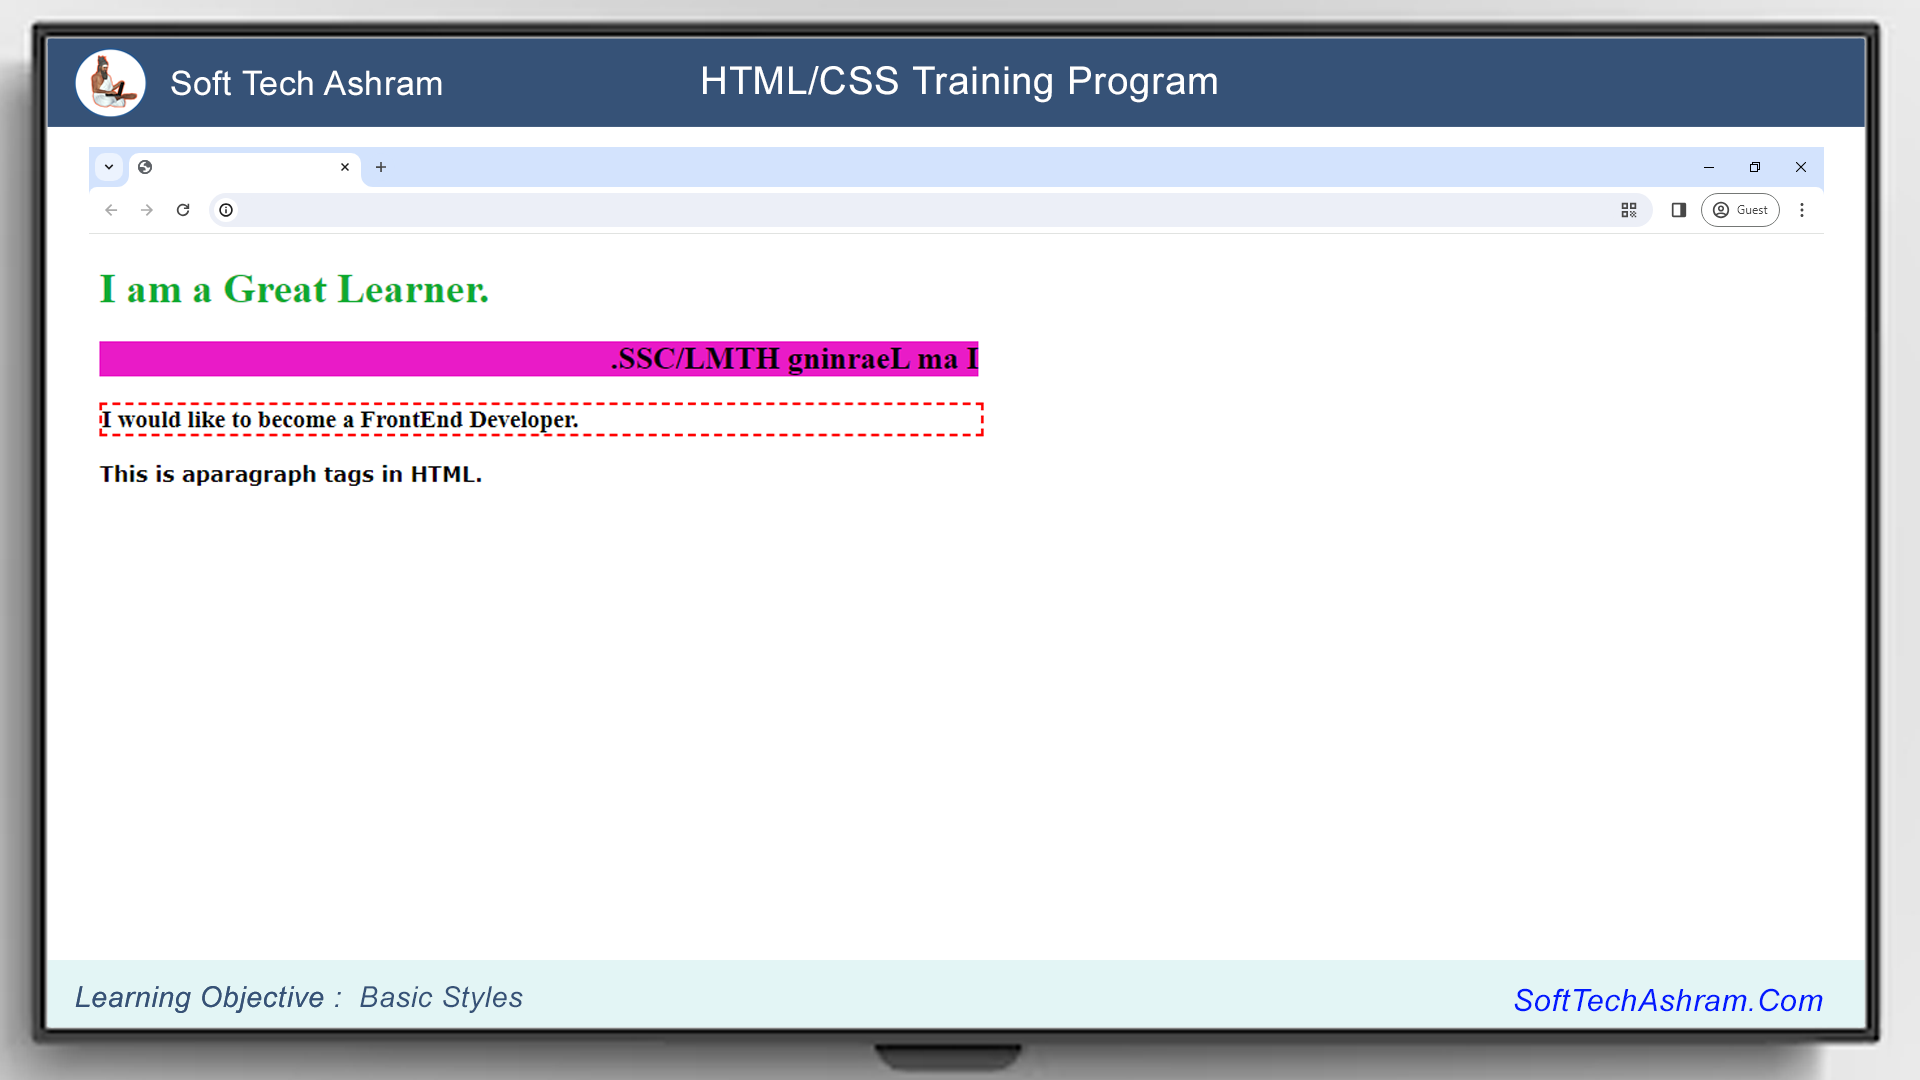 Soft Tech Ashram
HTML/CSS Training Program
Guest
I am a Great Learner.
.SSC/LMTH gninraeL ma I
I would like to become a FrontEnd Developer.
This is aparagraph tags in HTML.
Learning Objective : Basic Styles
SoftTechAshram.Com